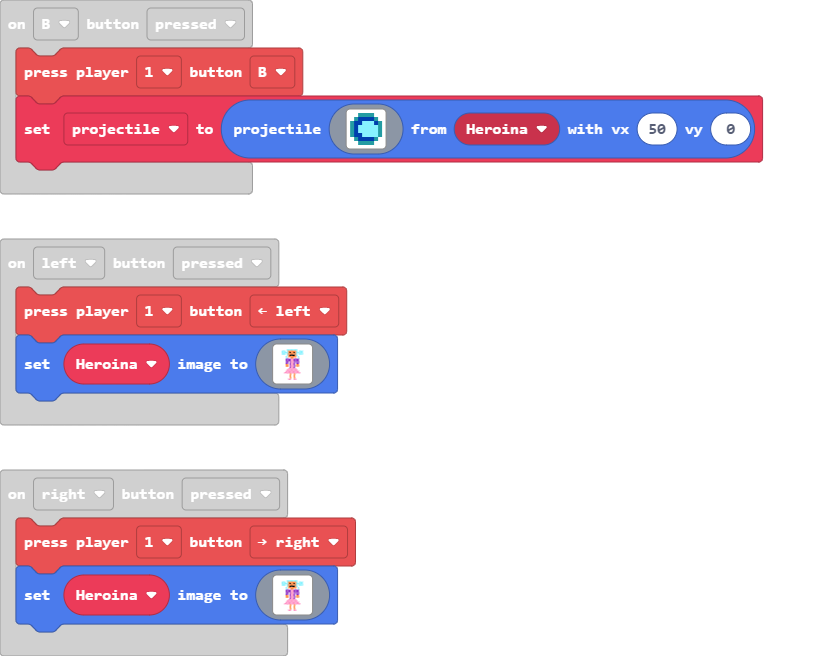 on B button pressed
press player 1 button B
set projectile to projectile from Heroina with vx 50 vy 0
on left button pressed
press player 1 button ← left
set Heroina image to
on right button pressed
press player 1 button → right
set Heroina image to